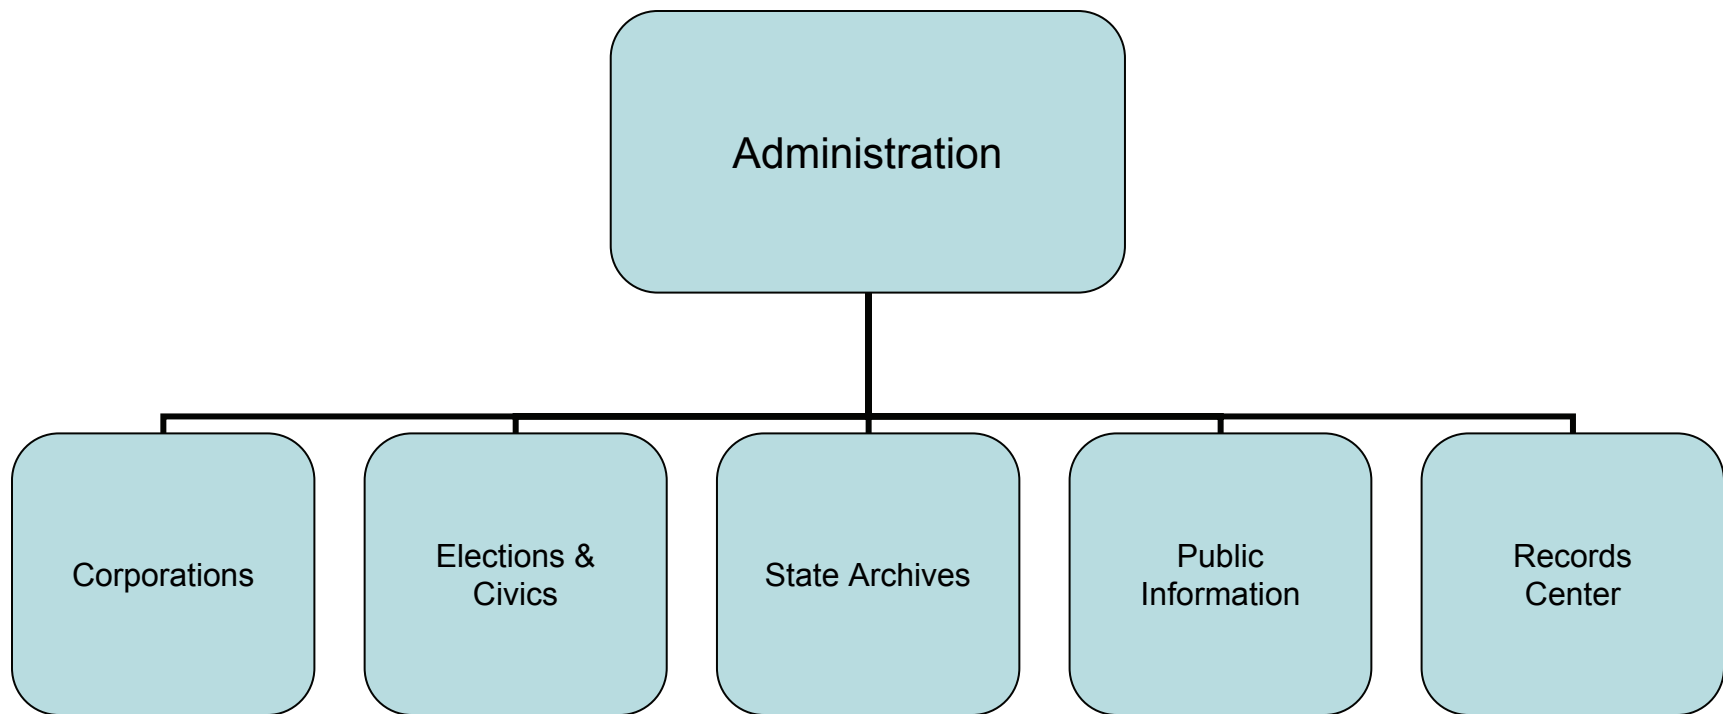 Administration
Corporations
Elections &
Civics
State Archives
Public
Information
Records
Center